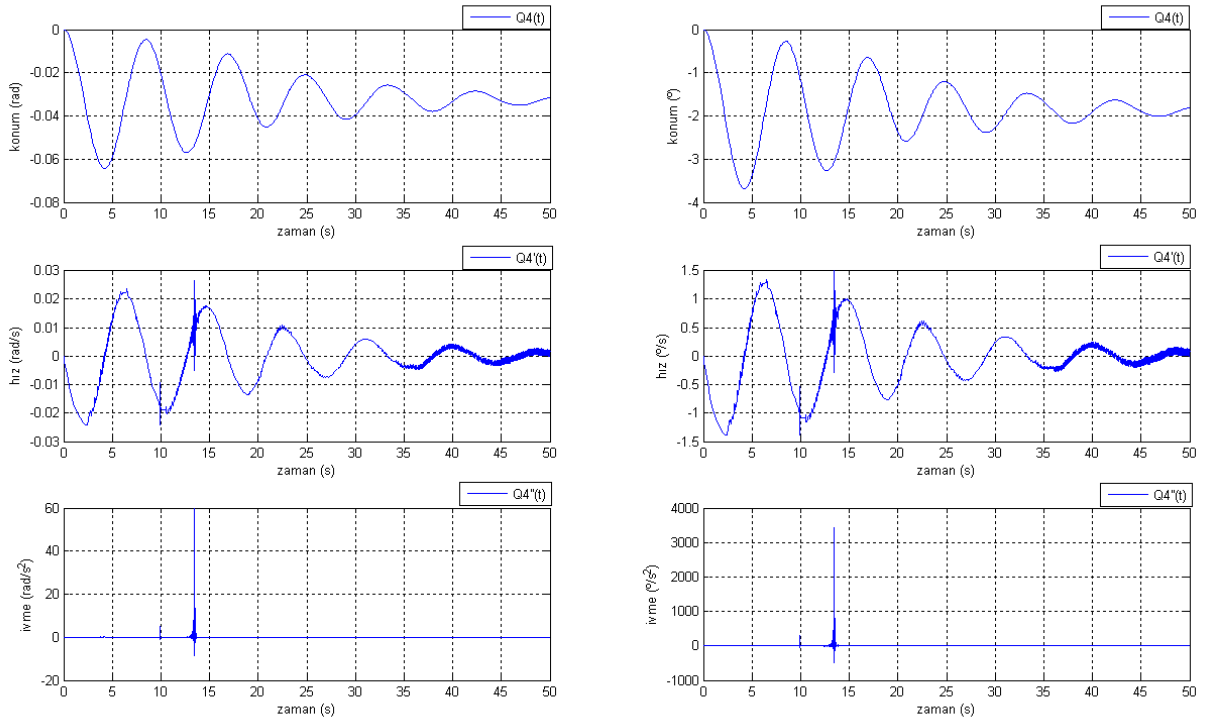 Q4(t)
0
-0.02
-0.04
-0.06
-0.08
konum (rad)
0 5 10 15 20 25 30 35 40 45 50
zaman (s)
Q4(t)
0
-1
-2
-3
-4
konum (º)
0 5 10 15 20 25 30 35 40 45 50
zaman (s)
Q4'(t)
0.03
0.02
0.01
0
-0.01
-0.02
-0.03
hız (rad/s)
0 5 10 15 20 25 30 35 40 45 50
zaman (s)
Q4'(t)
1.5
1
0.5
0
-0.5
-1
-1.5
hız (º/s)
0 5 10 15 20 25 30 35 40 45 50
zaman (s)
Q4''(t)
60
40
20
0
-20
ivme (rad/s²)
0 5 10 15 20 25 30 35 40 45 50
zaman (s)
Q4''(t)
4000
3000
2000
1000
0
-1000
ivme (º/s²)
0 5 10 15 20 25 30 35 40 45 50
zaman (s)